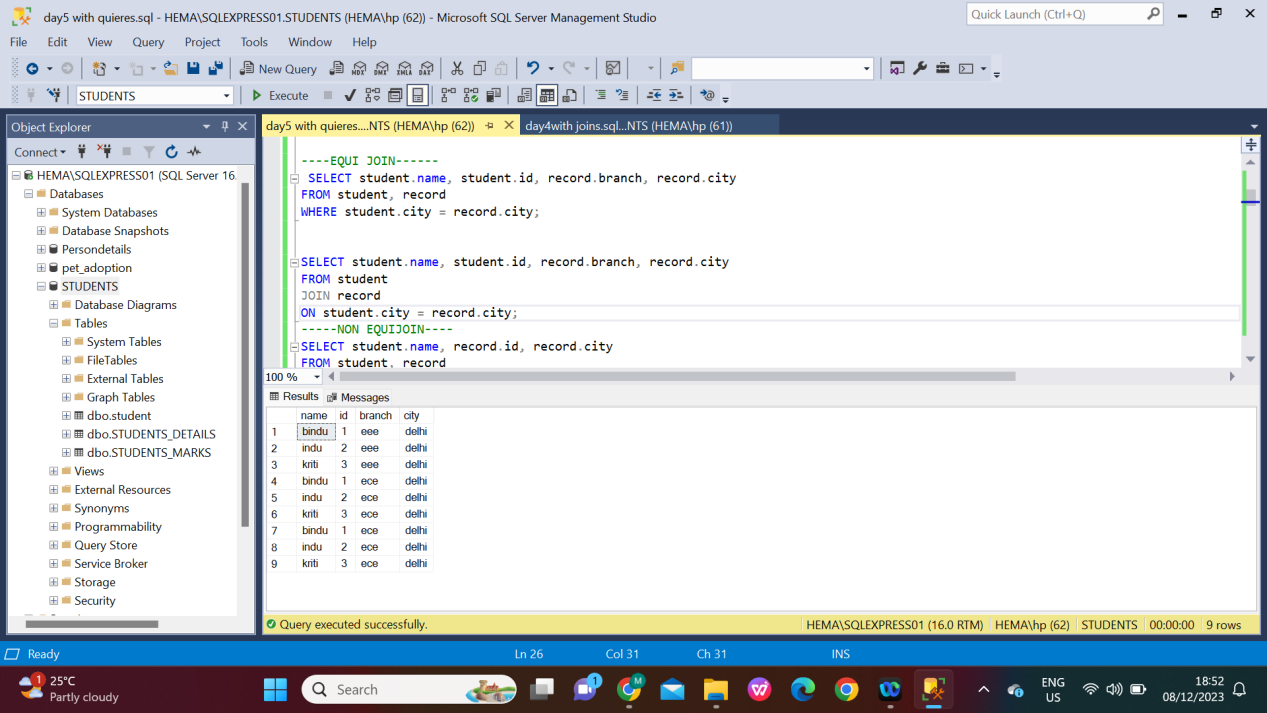 day5 with quieres.sql - HEMA\SQLEXPRESS01.STUDENTS (HEMA\hp (62)) - Microsoft SQL Server Management Studio
Quick Launch (Ctrl+Q)
File Edit View Query Project Tools Window Help
New Query MDX DMX XMLA DAX
STUDENTS Execute
Object Explorer
Connect
HEMA\SQLEXPRESS01 (SQL Server 16.
Databases
System Databases
Database Snapshots
Persondetails
pet_adoption
STUDENTS
Database Diagrams
Tables
System Tables
FileTables
External Tables
Graph Tables
dbo.student
dbo.STUDENTS_DETAILS
dbo.STUDENTS_MARKS
Views
External Resources
Synonyms
Programmability
Query Store
Service Broker
Storage
Security
day5 with quieres....NTS (HEMA\hp (62)) day4with joins.sql...NTS (HEMA\hp (61))
----EQUI JOIN------
SELECT student.name, student.id, record.branch, record.city
FROM student, record
WHERE student.city = record.city;
SELECT student.name, student.id, record.branch, record.city
FROM student
JOIN record
ON student.city = record.city;
-----NON EQUIJOIN----
SELECT student.name, record.id, record.city
FROM student, record
100 %
Results Messages
name id branch city
1 bindu 1 eee delhi
2 indu 2 eee delhi
3 kriti 3 eee delhi
4 bindu 1 ece delhi
5 indu 2 ece delhi
6 kriti 3 ece delhi
7 bindu 1 ece delhi
8 indu 2 ece delhi
9 kriti 3 ece delhi
Query executed successfully. HEMA\SQLEXPRESS01 (16.0 RTM) HEMA\hp (62) STUDENTS 00:00:00 9 rows
Ready Ln 26 Col 31 Ch 31 INS
1 25°C
Partly cloudy
Search
1
M
ENG
US
18:52
08/12/2023